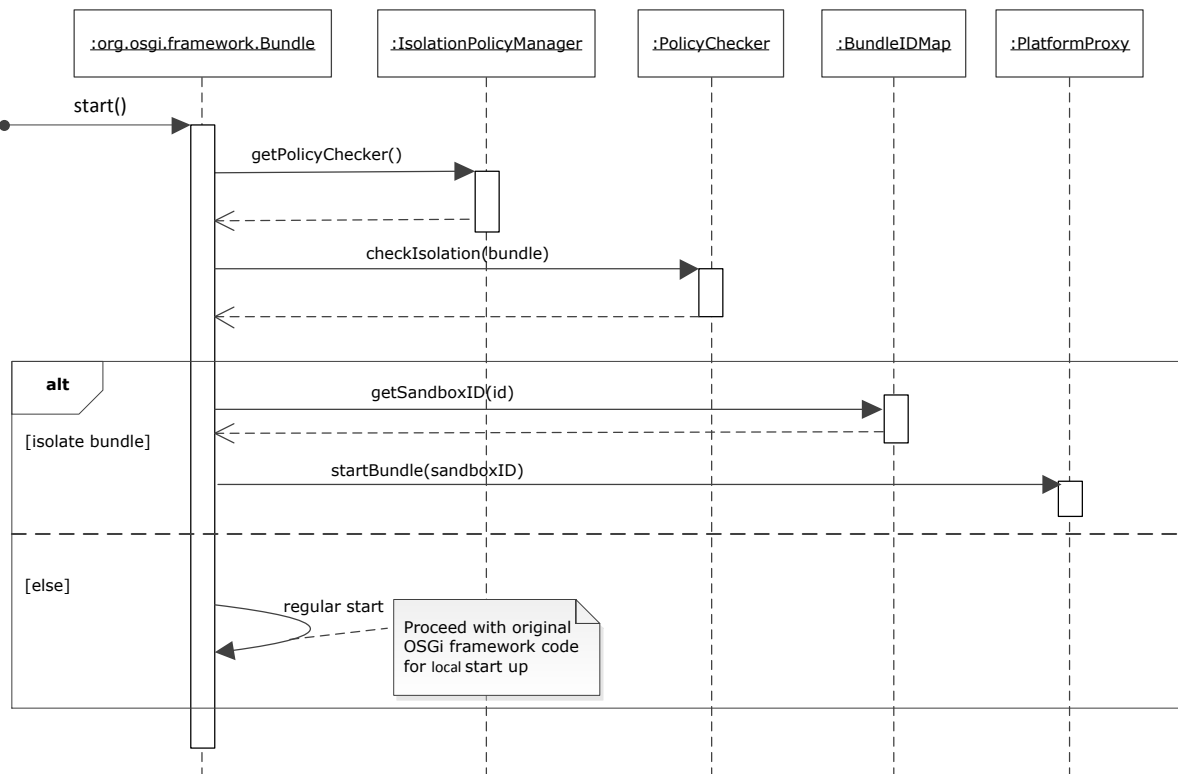 :org.osgi.framework.Bundle
:IsolationPolicyManager
:PolicyChecker
:BundleIDMap
:PlatformProxy
start()
getPolicyChecker()
checkIsolation(bundle)
alt
getSandboxID(id)
[isolate bundle]
startBundle(sandboxID)
[else]
regular start
Proceed with original
OSGi framework code
for local start up